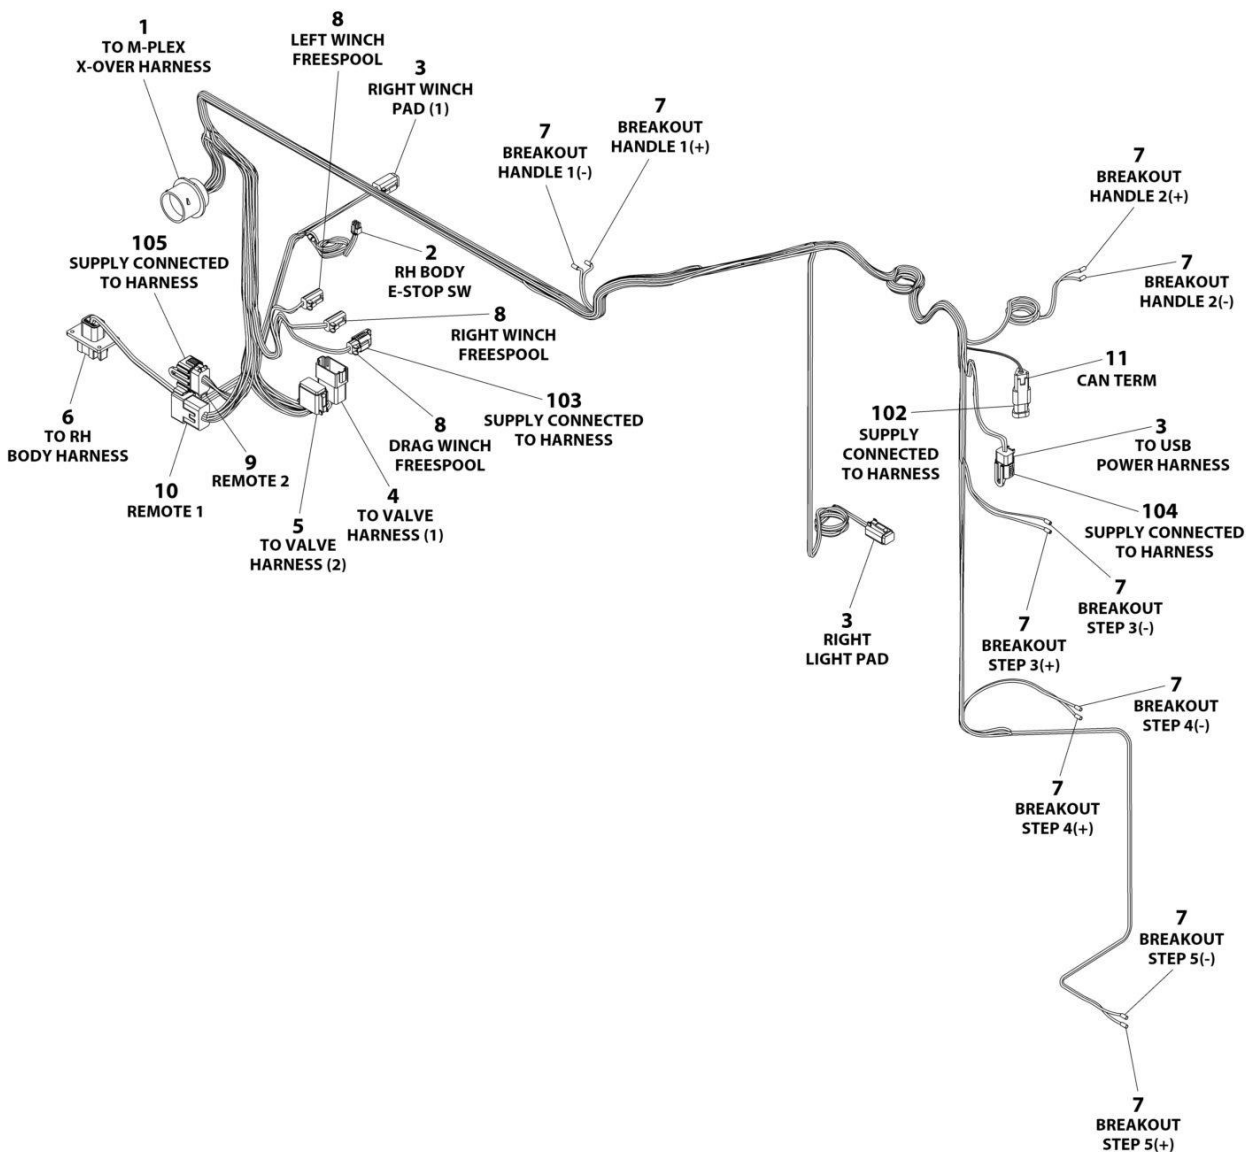 1
TO M-PLEX
X-OVER HARNESS
8
LEFT WINCH
FREESPOOL
3
RIGHT WINCH
PAD (1)
7
BREAKOUT
HANDLE 1(-)
7
BREAKOUT
HANDLE 1(+)
7
BREAKOUT
HANDLE 2(+)
7
BREAKOUT
HANDLE 2(-)
105
SUPPLY CONNECTED
TO HARNESS
2
RH BODY
E-STOP SW
8
RIGHT WINCH
FREESPOOL
103
SUPPLY CONNECTED
TO HARNESS
8
DRAG WINCH
FREESPOOL
6
TO RH
BODY HARNESS
9
REMOTE 2
10
REMOTE 1
4
TO VALVE
HARNESS (1)
5
TO VALVE
HARNESS (2)
11
CAN TERM
102
SUPPLY
CONNECTED
TO HARNESS
3
TO USB
POWER HARNESS
104
SUPPLY CONNECTED
TO HARNESS
3
RIGHT
LIGHT PAD
7
BREAKOUT
STEP 3(-)
7
BREAKOUT
STEP 3(+)
7
BREAKOUT
STEP 4(-)
7
BREAKOUT
STEP 4(+)
7
BREAKOUT
STEP 5(-)
7
BREAKOUT
STEP 5(+)